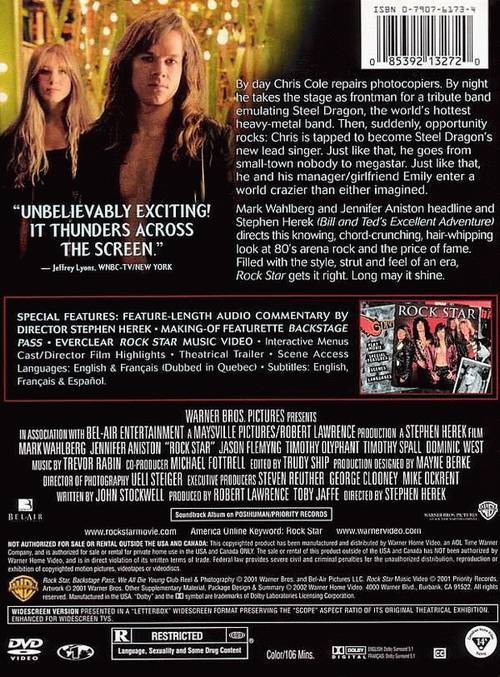 ISBN 0-7907-6173-4
0 85392 13272 0
By day Chris Cole repairs photocopiers. By night
he takes the stage as frontman for a tribute band
emulating Steel Dragon, the world's hottest
heavy-metal band. Then, suddenly, opportunity
rocks: Chris is tapped to become Steel Dragon's
new lead singer. Just like that, he goes from
small-town nobody to megastar. Just like that,
he and his manager/girlfriend Emily enter a
world crazier than either imagined.
"UNBELIEVABLY EXCITING!
IT THUNDERS ACROSS
THE SCREEN."
— Jeffrey Lyons, WNBC-TV/NEW YORK
Mark Wahlberg and Jennifer Aniston headline and
Stephen Herek (Bill and Ted's Excellent Adventure)
directs this knowing, chord-crunching, hair-whipping
look at 80's arena rock and the price of fame.
Filled with the style, strut and feel of an era,
Rock Star gets it right. Long may it shine.
SPECIAL FEATURES: FEATURE-LENGTH AUDIO COMMENTARY BY
DIRECTOR STEPHEN HEREK • MAKING-OF FEATURETTE BACKSTAGE
PASS • EVERCLEAR ROCK STAR MUSIC VIDEO • Interactive Menus
Cast/Director Film Highlights • Theatrical Trailer • Scene Access
Languages: English & Français (Dubbed in Quebec) • Subtitles: English,
Français & Español.
ROCK STAR
WARNER BROS. PICTURES PRESENTS
IN ASSOCIATION WITH BEL-AIR ENTERTAINMENT A MAYSVILLE PICTURES/ROBERT LAWRENCE PRODUCTION A STEPHEN HEREK FILM
MARK WAHLBERG JENNIFER ANISTON "ROCK STAR" JASON FLEMYNG TIMOTHY OLYPHANT TIMOTHY SPALL DOMINIC WEST
MUSIC BY TREVOR RABIN CO-PRODUCER MICHAEL FOTTRELL EDITED BY TRUDY SHIP PRODUCTION DESIGNED BY MAYNE BERKE
DIRECTOR OF PHOTOGRAPHY UELI STEIGER EXECUTIVE PRODUCERS STEVEN REUTHER GEORGE CLOONEY MIKE OCKRENT
WRITTEN BY JOHN STOCKWELL PRODUCED BY ROBERT LAWRENCE TOBY JAFFE DIRECTED BY STEPHEN HEREK
BEL-AIR
Soundtrack Album on POSTHUMAN/PRIORITY RECORDS
WARNER BROS. PICTURES
www.rockstarmovie.com America Online Keyword: Rock Star www.warnervideo.com
NOT AUTHORIZED FOR SALE OR RENTAL OUTSIDE THE USA AND CANADA: This copyrighted product has been manufactured and distributed by Warner Home Video, an AOL Time Warner
Company, and is authorized for sale or rental for private home use in the USA and Canada ONLY. The sale or rental of this product outside of the USA and Canada has NOT been authorized by
Warner Home Video, and is in direct violation of its written terms of trade. Federal law provides severe civil and criminal penalties for the unauthorized reproduction, distribution or
exhibition of copyrighted motion pictures, videotapes or videodiscs.
Rock Star, Backstage Pass, We All Die Young Club Reel & Photography © 2001 Warner Bros. and Bel-Air Pictures LLC. Rock Star Music Video © 2001 Priority Records.
Artwork © 2001 Warner Bros. Other Supplementary Material, Package Design & Summary © 2002 Warner Home Video. 4000 Warner Blvd., Burbank, CA 91522. All rights
reserved. Manufactured in the USA. "Dolby" and the symbol are trademarks of Dolby Laboratories Licensing Corporation.
WIDESCREEN VERSION PRESENTED IN A "LETTERBOX" WIDESCREEN FORMAT PRESERVING THE "SCOPE" ASPECT RATIO OF ITS ORIGINAL THEATRICAL EXHIBITION.
ENHANCED FOR WIDESCREEN TVS.
DVD
VIDEO
R RESTRICTED
Language, Sexuality and Some Drug Content
Color/106 Mins.
DOLBY
DIGITAL
ENGLISH Dolby Surround 5.1
FRANÇAIS Dolby Surround 5.1